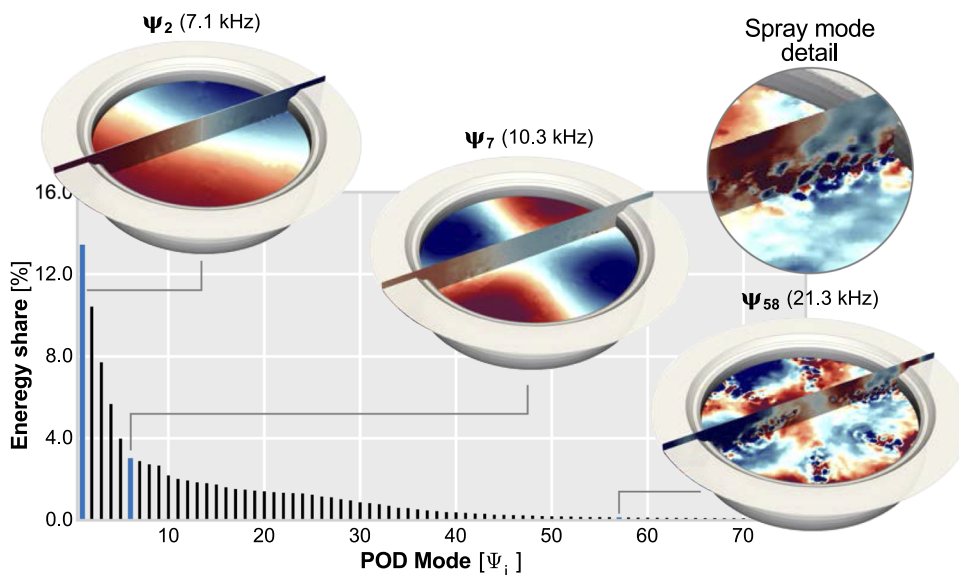 Ψ₂ (7.1 kHz)
Spray mode
detail
Ψ₇ (10.3 kHz)
Ψ₅₈ (21.3 kHz)
16.0
12.0
8.0
4.0
0.0
Eneregy share [%]
10
20
30
40
50
60
70
POD Mode [Ψᵢ]